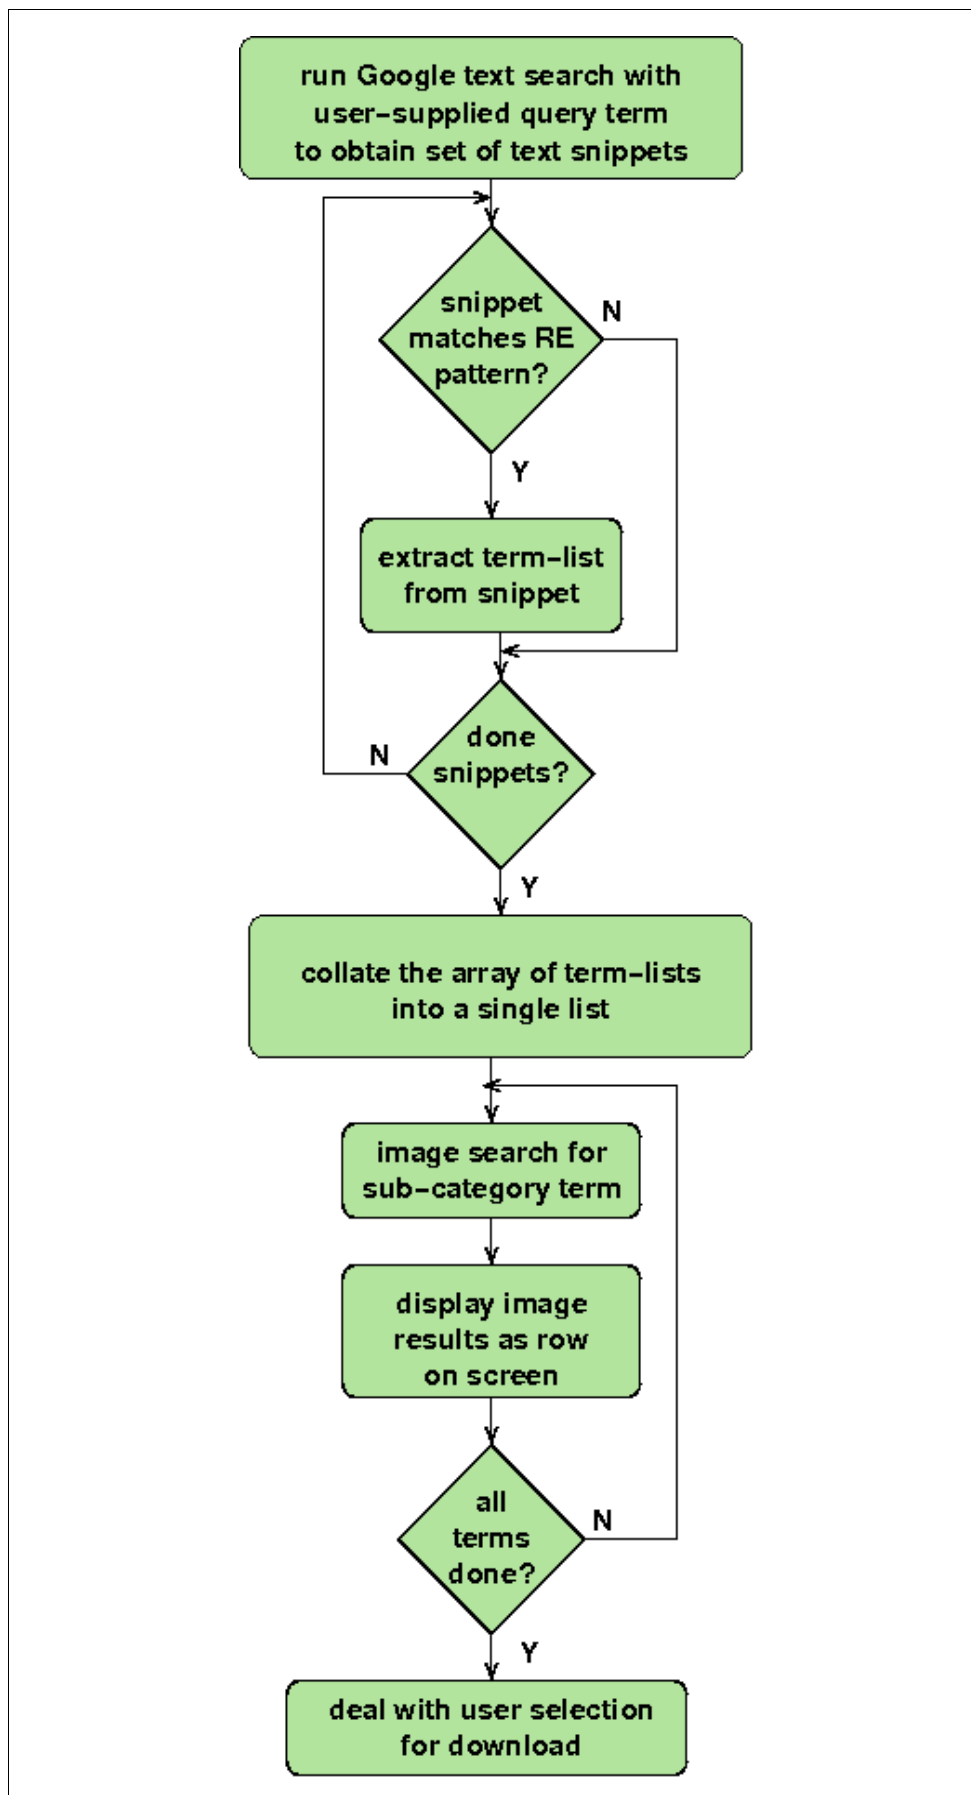 run Google text search with
user-supplied query term
to obtain set of text snippets
snippet
matches RE
pattern?
N
Y
extract term-list
from snippet
done
snippets?
N
Y
collate the array of term-lists
into a single list
image search for
sub-category term
display image
results as row
on screen
all
terms
done?
N
Y
deal with user selection
for download